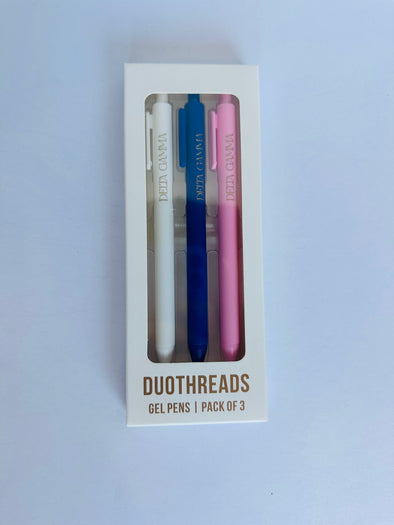 DELTA GAMMA
DELTA GAMMA
DELTA GAMMA
DUOTHREADS
GEL PENS | PACK OF 3